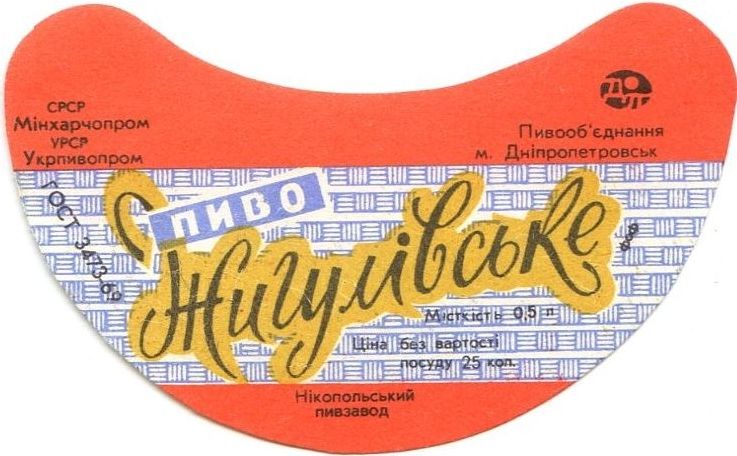 СРСР
Мінхарчопром
УРСР
Укрпивопром
Пивооб'єднання
м. Дніпропетровськ
ГОСТ 3473-69
ПИВО
Жигулівське
Місткість 0,5 л
Ціна без вартості
посуду 25 коп.
Нікопольський
пивзавод